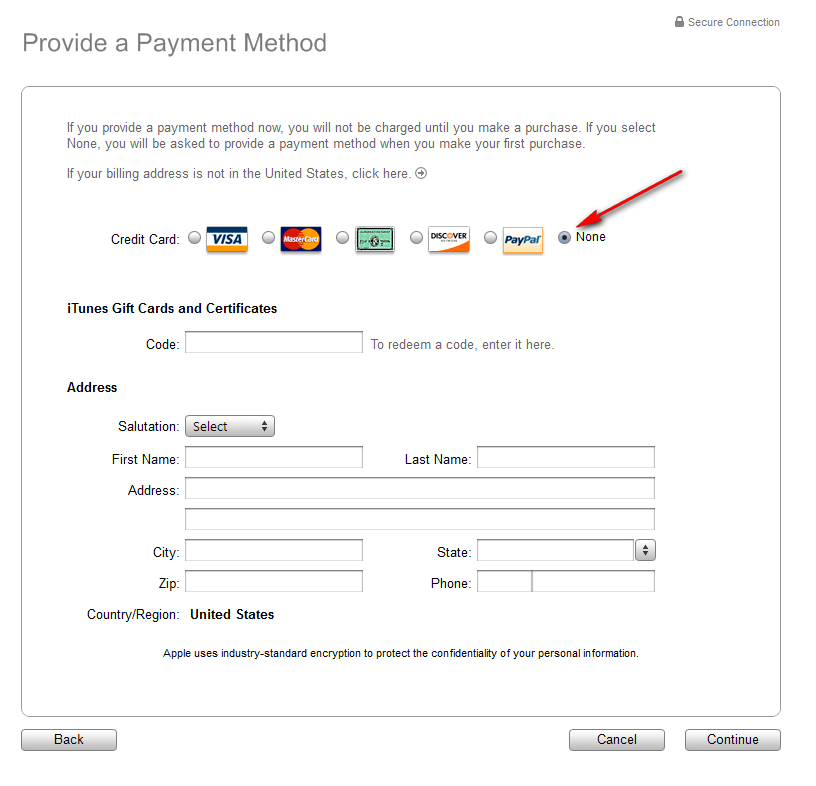 Secure Connection
Provide a Payment Method
If you provide a payment method now, you will not be charged until you make a purchase. If you select
None, you will be asked to provide a payment method when you make your first purchase.
If your billing address is not in the United States, click here.
Credit Card: VISA MasterCard DISCOVER PayPal None
iTunes Gift Cards and Certificates
Code: To redeem a code, enter it here.
Address
Salutation: Select
First Name: Last Name:
Address:
City: State:
Zip: Phone:
Country/Region: United States
Apple uses industry-standard encryption to protect the confidentiality of your personal information.
Back Cancel Continue